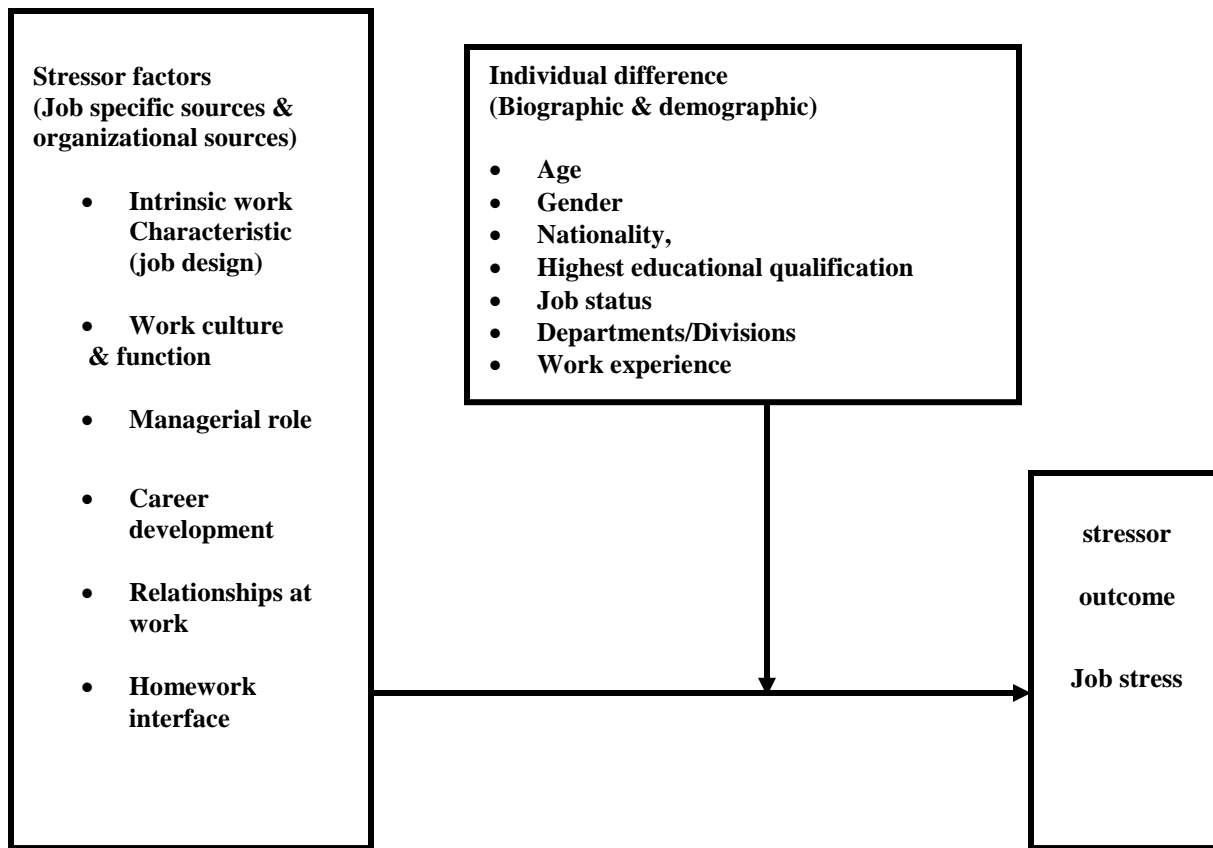 Stressor factors
(Job specific sources &
organizational sources)
• Intrinsic work
Characteristic
(job design)
• Work culture
& function
• Managerial role
• Career
development
• Relationships at
work
• Homework
interface
Individual difference
(Biographic & demographic)
• Age
• Gender
• Nationality,
• Highest educational qualification
• Job status
• Departments/Divisions
• Work experience
stressor
outcome
Job stress